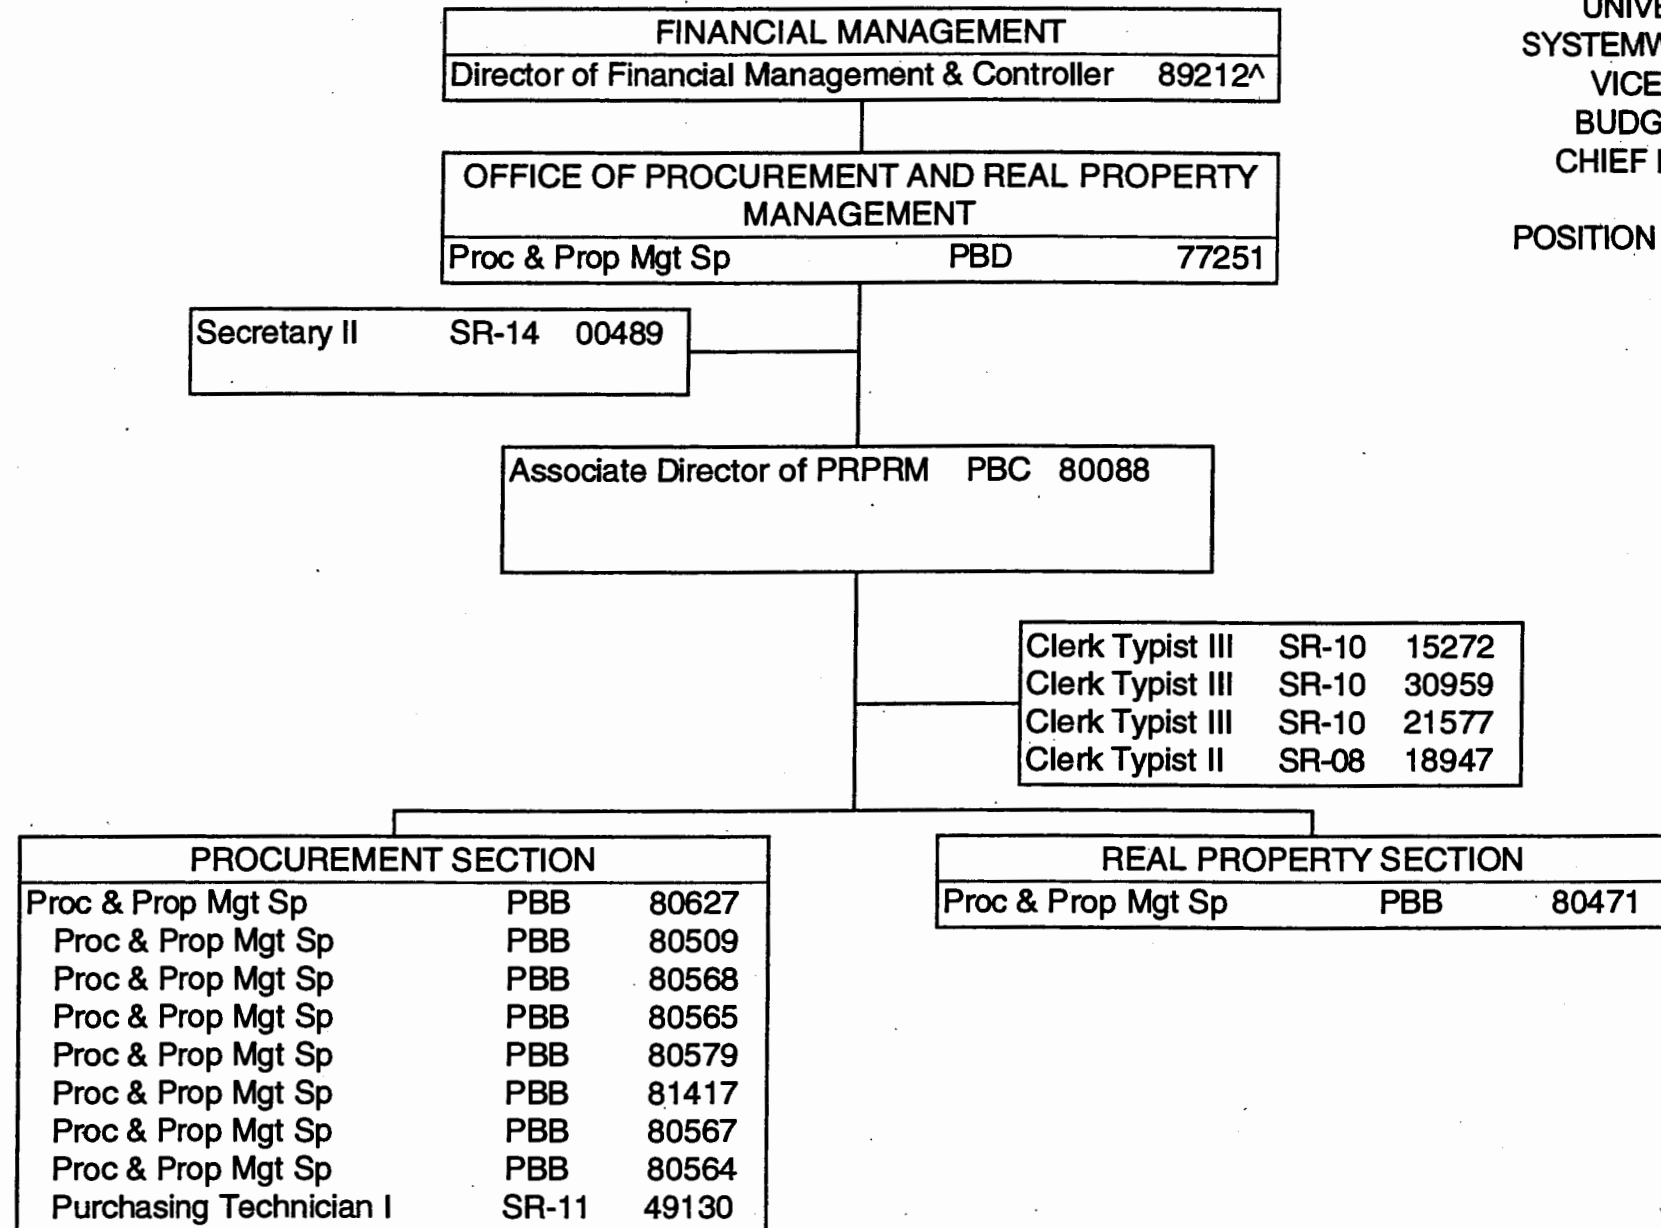 FINANCIAL MANAGEMENT
Director of Financial Management & Controller 89212^
OFFICE OF PROCUREMENT AND REAL PROPERTY
MANAGEMENT
Proc & Prop Mgt Sp PBD 77251
SYSTEMW
VICE
BUDG
CHIEF
POSITION
Secretary II SR-14 00489
Associate Director of PRPRM PBC 80088
Clerk Typist III SR-10 15272
Clerk Typist III SR-10 30959
Clerk Typist III SR-10 21577
Clerk Typist II SR-08 18947
PROCUREMENT SECTION
Proc & Prop Mgt Sp PBB 80627
Proc & Prop Mgt Sp PBB 80509
Proc & Prop Mgt Sp PBB 80568
Proc & Prop Mgt Sp PBB 80565
Proc & Prop Mgt Sp PBB 80579
Proc & Prop Mgt Sp PBB 81417
Proc & Prop Mgt Sp PBB 80567
Proc & Prop Mgt Sp PBB 80564
Purchasing Technician I SR-11 49130
REAL PROPERTY SECTION
Proc & Prop Mgt Sp PBB 80471